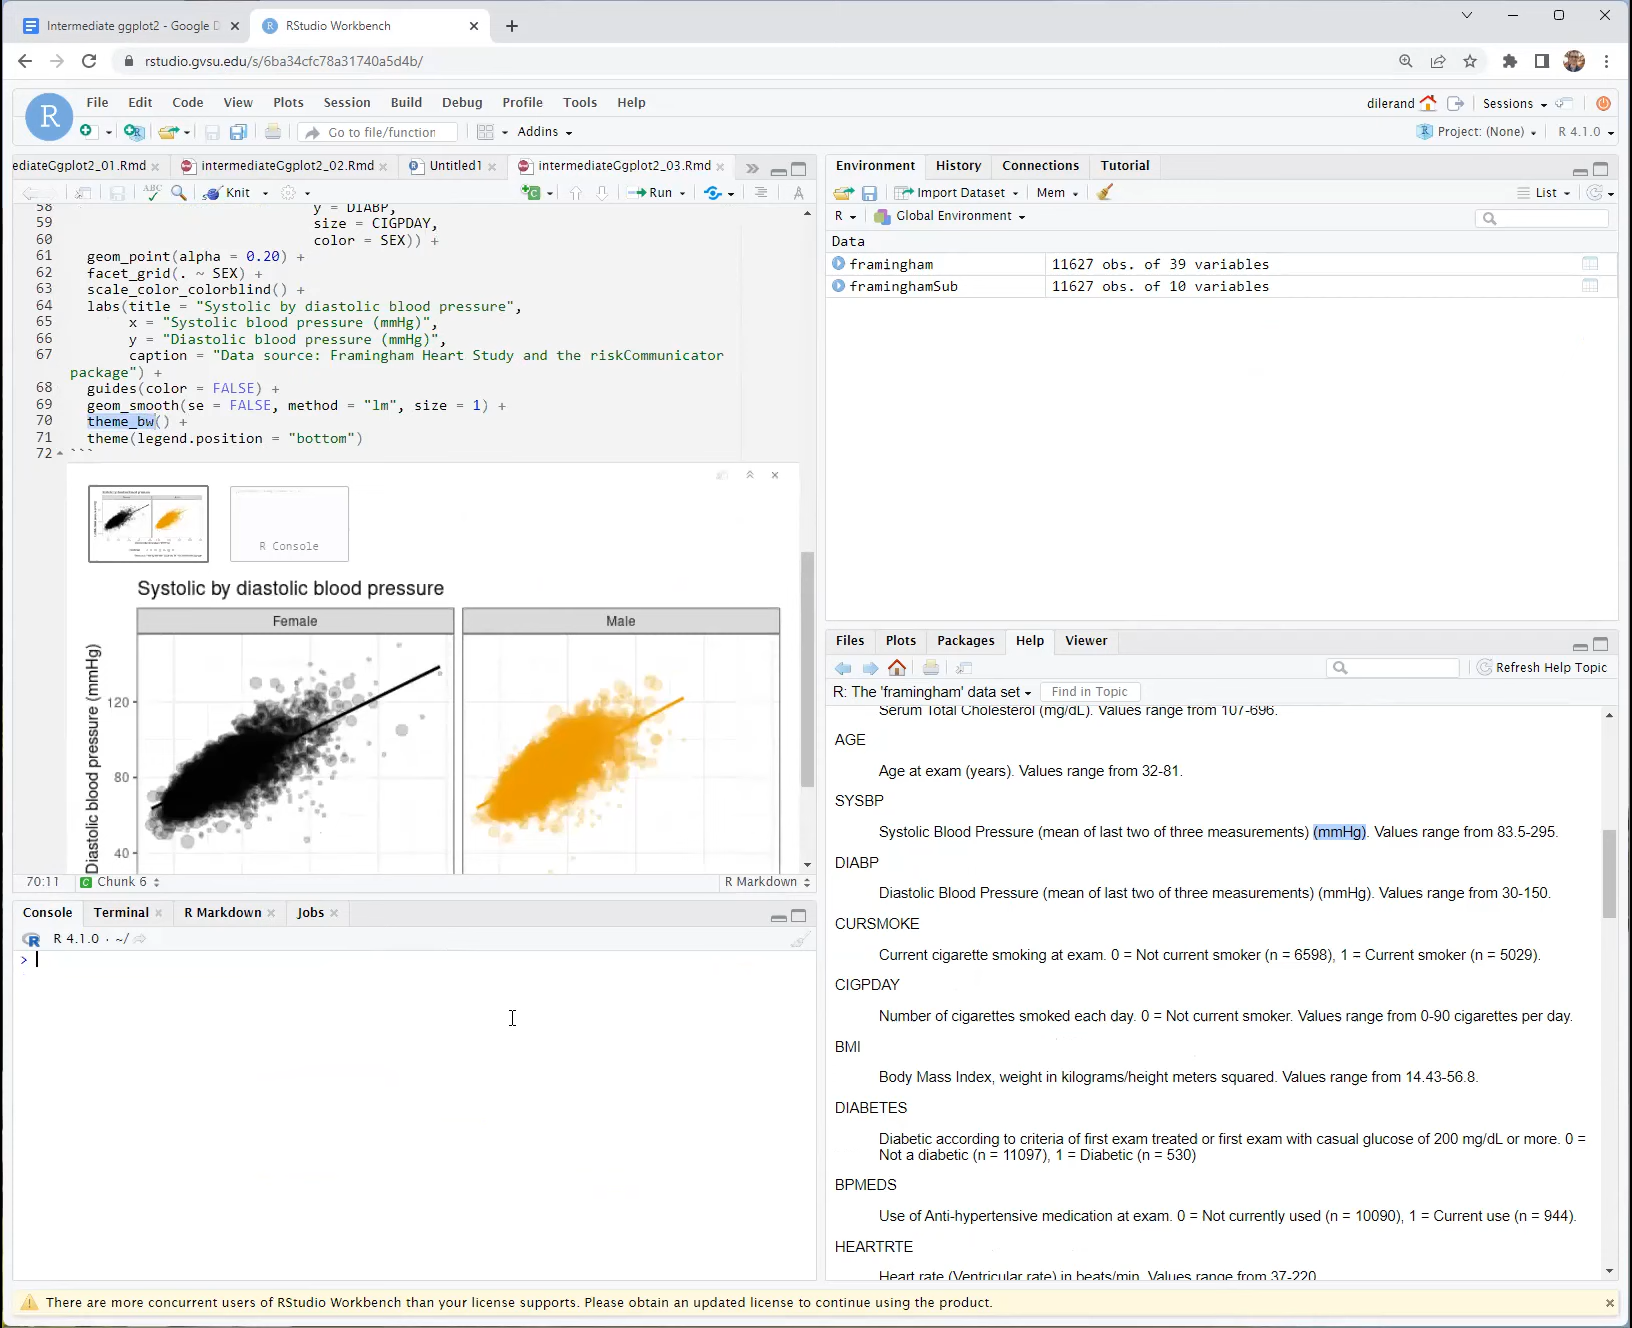 Intermediate ggplot2 - Google D
RStudio Workbench
rstudio.gvsu.edu/s/6ba34cfc78a31740a5d4b/
File Edit Code View Plots Session Build Debug Profile Tools Help
dilerand
Sessions
Go to file/function
Addins
Project: (None)
R 4.1.0
ediateGgplot2_01.Rmd
intermediateGgplot2_02.Rmd
Untitled1
intermediateGgplot2_03.Rmd
Knit
Run
58 y = DIABP,
59 size = CIGPDAY,
60 color = SEX)) +
61 geom_point(alpha = 0.20) +
62 facet_grid(. ~ SEX) +
63 scale_color_colorblind() +
64 labs(title = "Systolic by diastolic blood pressure",
65 x = "Systolic blood pressure (mmHg)",
66 y = "Diastolic blood pressure (mmHg)",
67 caption = "Data source: Framingham Heart Study and the riskCommunicator
package") +
68 guides(color = FALSE) +
69 geom_smooth(se = FALSE, method = "lm", size = 1) +
70 theme_bw() +
71 theme(legend.position = "bottom")
72 ```
R Console
Systolic by diastolic blood pressure
Female
Male
Diastolic blood pressure (mmHg)
120
80
40
70:11
Chunk 6
R Markdown
Console
Terminal
R Markdown
Jobs
R 4.1.0 · ~/
>
Environment
History
Connections
Tutorial
Import Dataset
Mem
List
R
Global Environment
Data
framingham 11627 obs. of 39 variables
framinghamSub 11627 obs. of 10 variables
Files
Plots
Packages
Help
Viewer
Refresh Help Topic
R: The 'framingham' data set
Find in Topic
Serum Total Cholesterol (mg/dL). Values range from 107-696.
AGE
Age at exam (years). Values range from 32-81.
SYSBP
Systolic Blood Pressure (mean of last two of three measurements) (mmHg). Values range from 83.5-295.
DIABP
Diastolic Blood Pressure (mean of last two of three measurements) (mmHg). Values range from 30-150.
CURSMOKE
Current cigarette smoking at exam. 0 = Not current smoker (n = 6598), 1 = Current smoker (n = 5029).
CIGPDAY
Number of cigarettes smoked each day. 0 = Not current smoker. Values range from 0-90 cigarettes per day.
BMI
Body Mass Index, weight in kilograms/height meters squared. Values range from 14.43-56.8.
DIABETES
Diabetic according to criteria of first exam treated or first exam with casual glucose of 200 mg/dL or more. 0 =
Not a diabetic (n = 11097), 1 = Diabetic (n = 530)
BPMEDS
Use of Anti-hypertensive medication at exam. 0 = Not currently used (n = 10090), 1 = Current use (n = 944).
HEARTRTE
Heart rate (Ventricular rate) in beats/min. Values range from 37-220
There are more concurrent users of RStudio Workbench than your license supports. Please obtain an updated license to continue using the product.